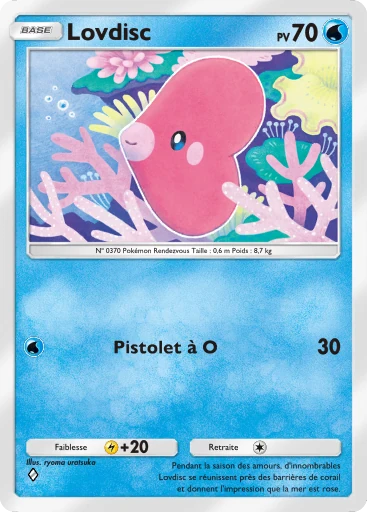 BASE Lovdisc PV 70
N° 0370 Pokémon Rendezvous Taille : 0,6 m Poids : 8,7 kg
Pistolet à O 30
Faiblesse +20 Retraite
Illus. ryoma uratsuka
Pendant la saison des amours, d'innombrables
Lovdisc se réunissent près des barrières de corail
et donnent l'impression que la mer est rose.